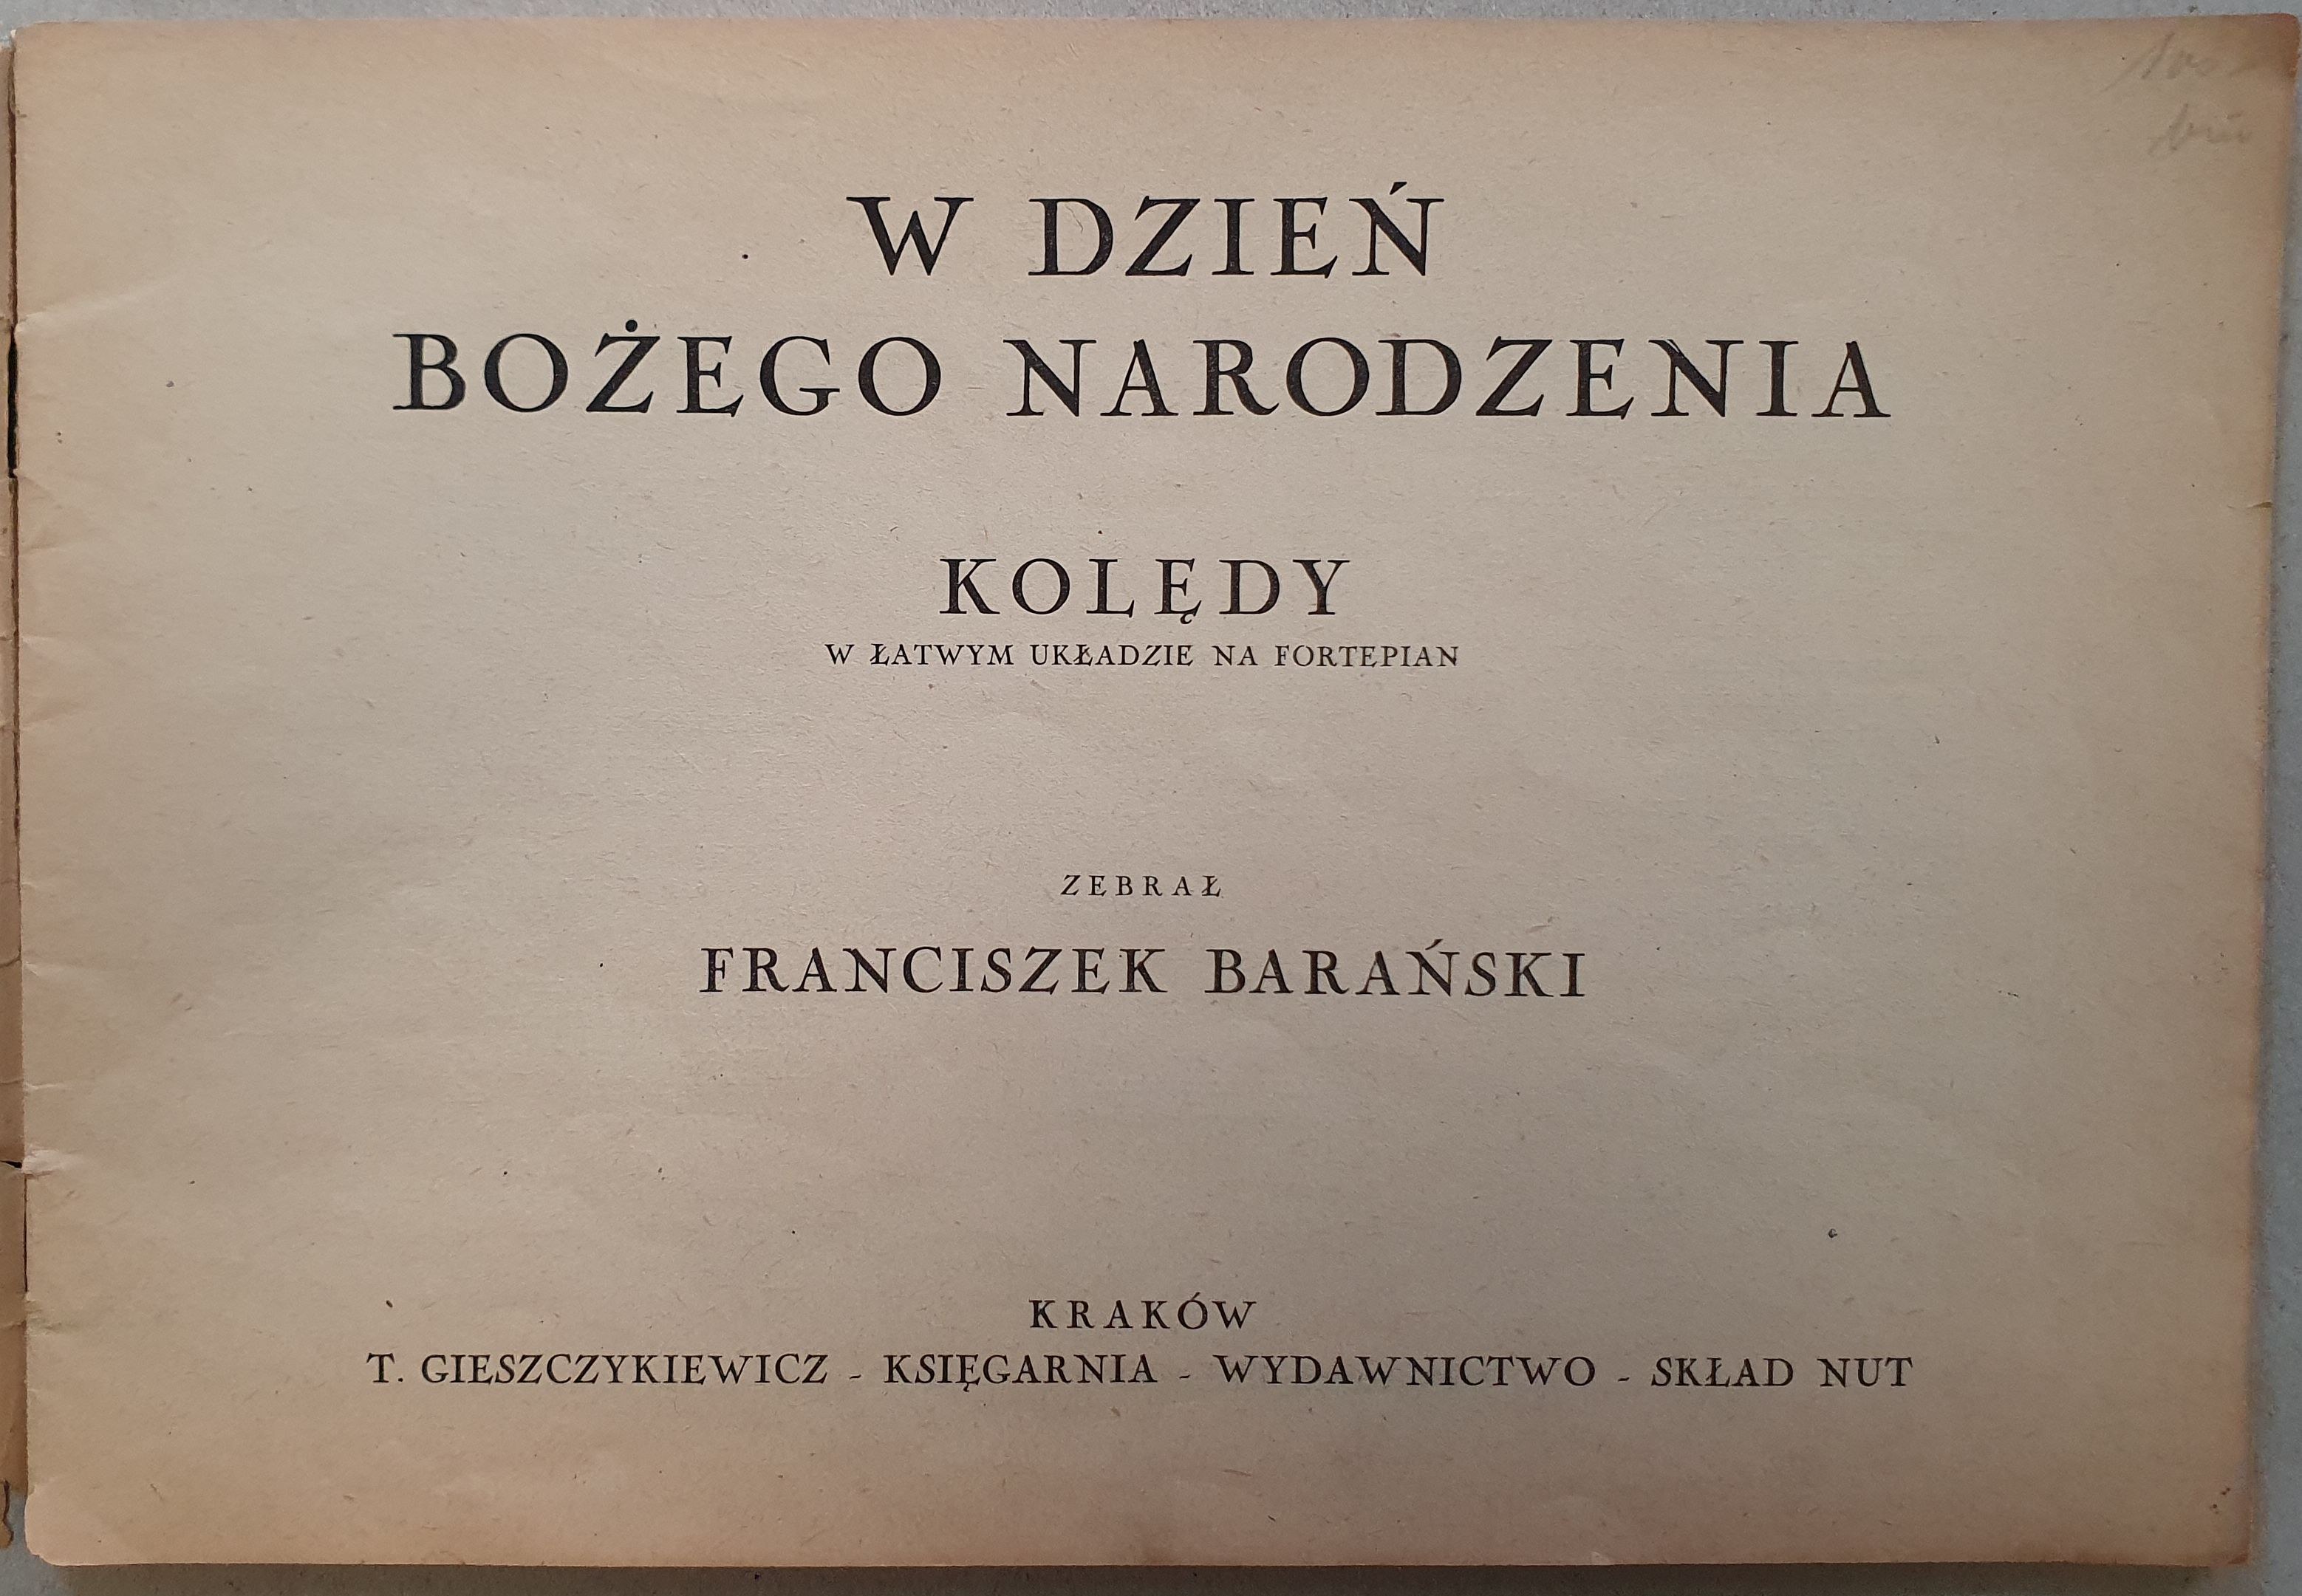 W DZIEŃ
BOŻEGO NARODZENIA
KOLĘDY
W ŁATWYM UKŁADZIE NA FORTEPIAN
ZEBRAŁ
FRANCISZEK BARAŃSKI
KRAKÓW
T. GIESZCZYKIEWICZ - KSIĘGARNIA - WYDAWNICTWO - SKŁAD NUT